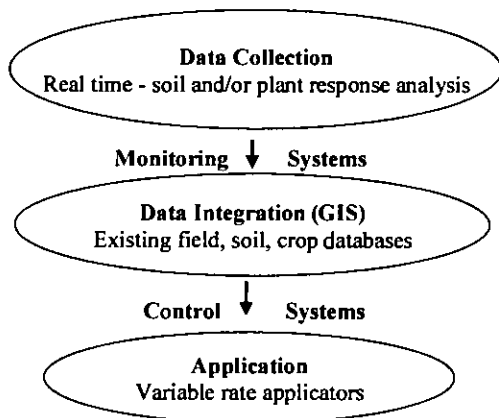 Data Collection
Real time - soil and/or plant response analysis
Monitoring Systems
Data Integration (GIS)
Existing field, soil, crop databases
Control Systems
Application
Variable rate applicators